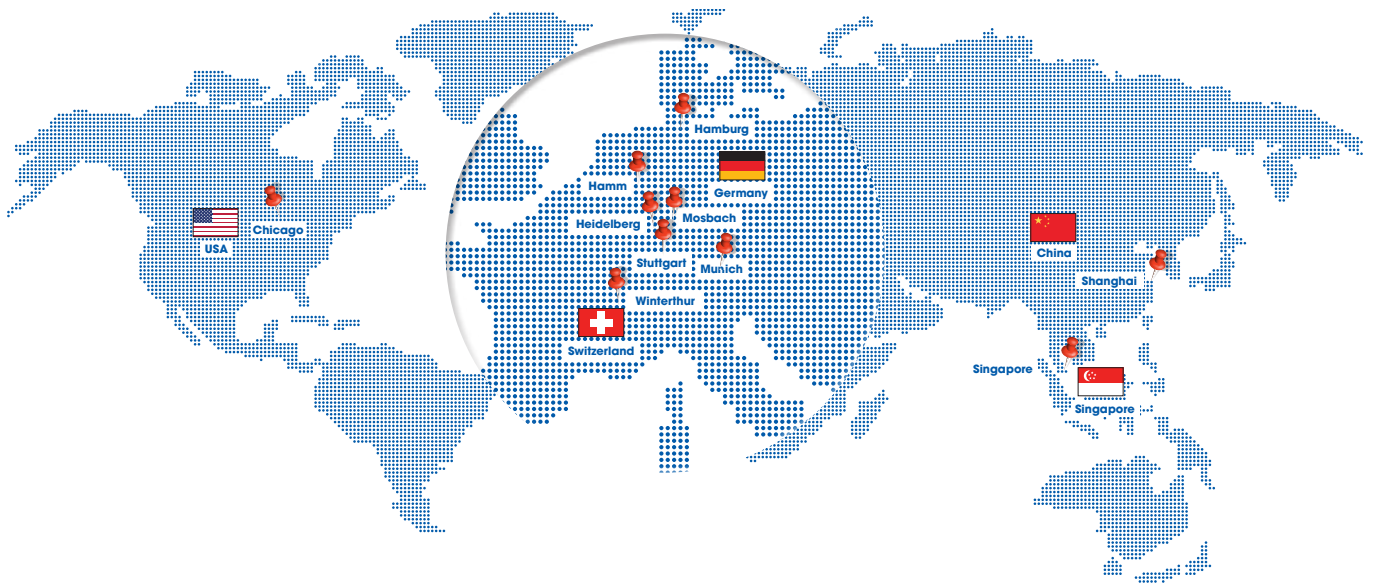 Hamburg
Hamm
Germany
Heidelberg
Mosbach
Chicago
USA
Stuttgart
Munich
China
Shanghai
Winterthur
Switzerland
Singapore
Singapore